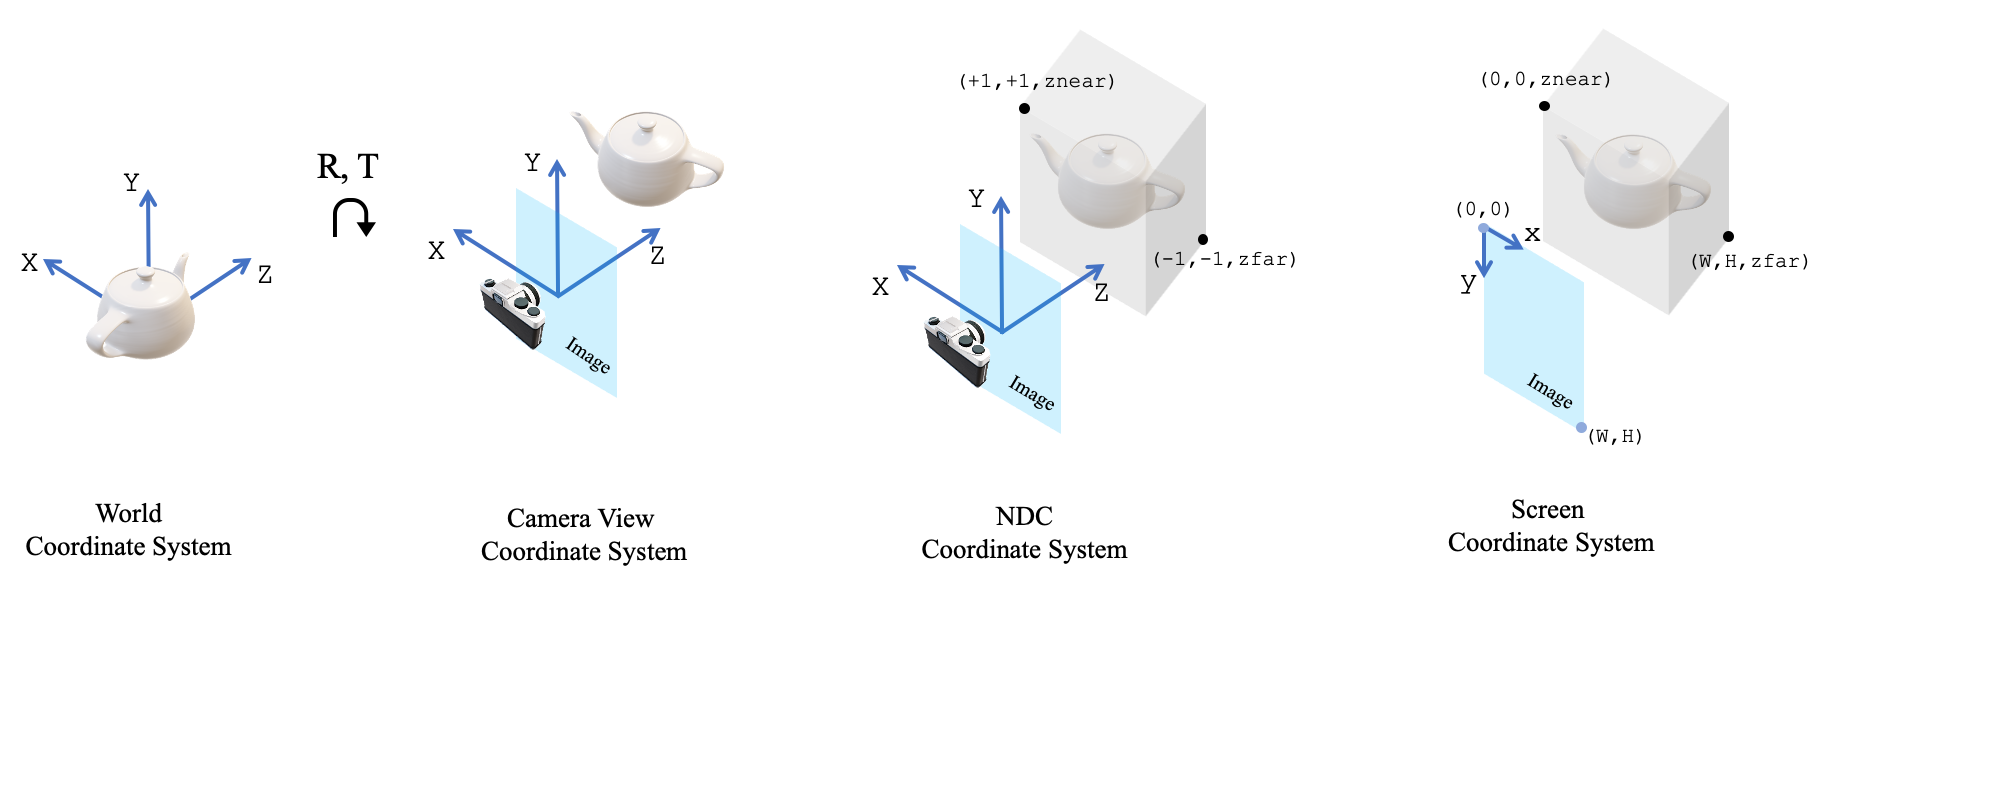 Y
X
Z
World
Coordinate System
R, T
Y
X
Z
Image
Camera View
Coordinate System
(+1,+1,znear)
Y
X
Z
(-1,-1,zfar)
Image
NDC
Coordinate System
(0,0,znear)
(0,0)
x
y
(W,H,zfar)
Image
(W,H)
Screen
Coordinate System